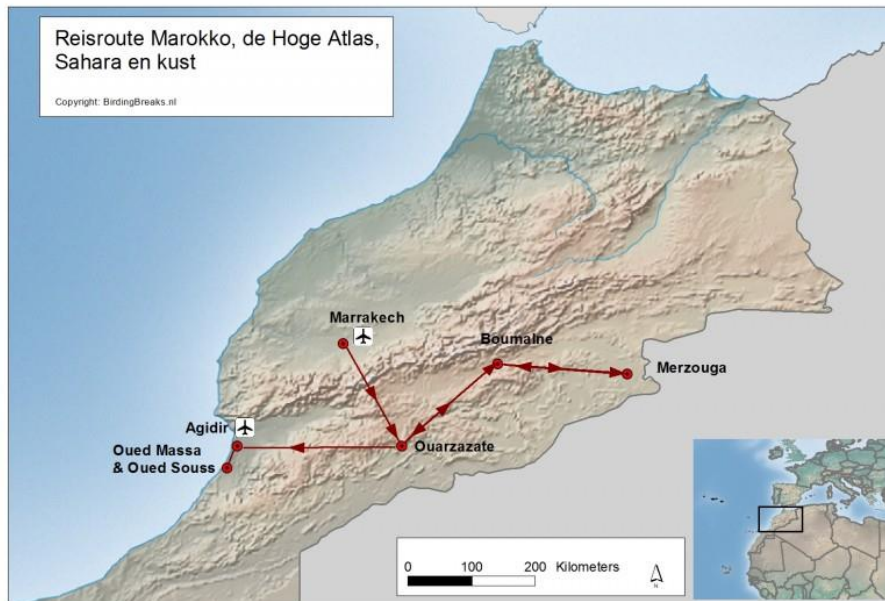 Reisroute Marokko, de Hoge Atlas,
Sahara en kust
Copyright: BirdingBreaks.nl
Marrakech
Boumalne
Merzouga
Agidir
Ouarzazate
Oued Massa
& Oued Souss
0 100 200 Kilometers
N